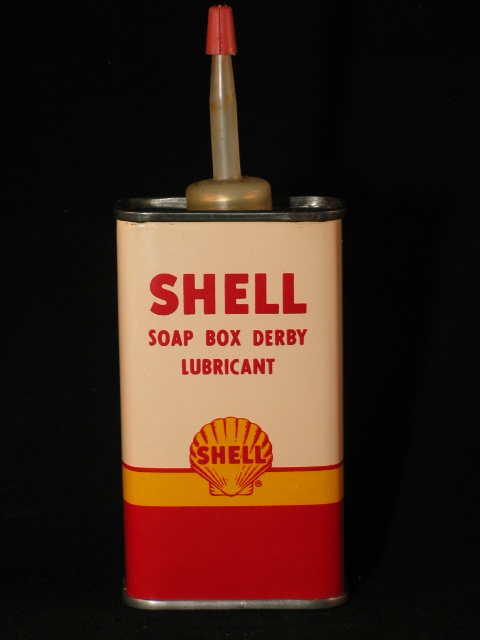 SHELL
SOAP BOX DERBY
LUBRICANT
SHELL
®